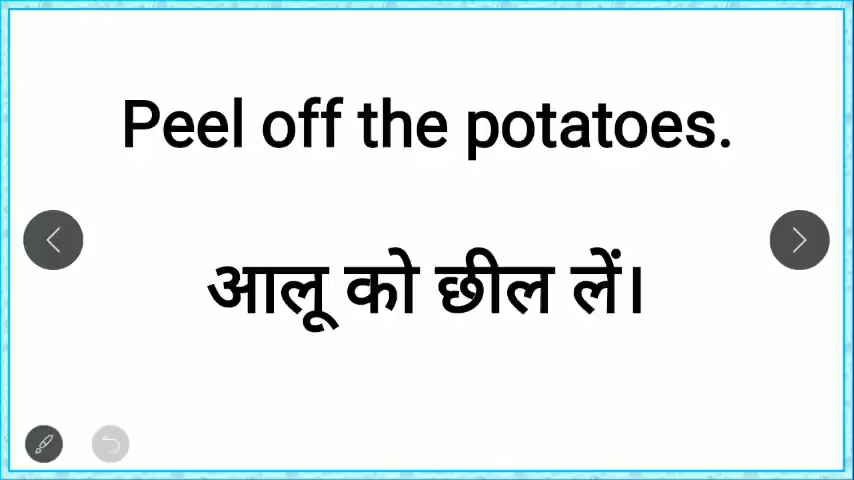 Peel off the potatoes.
आलू को छील लें।